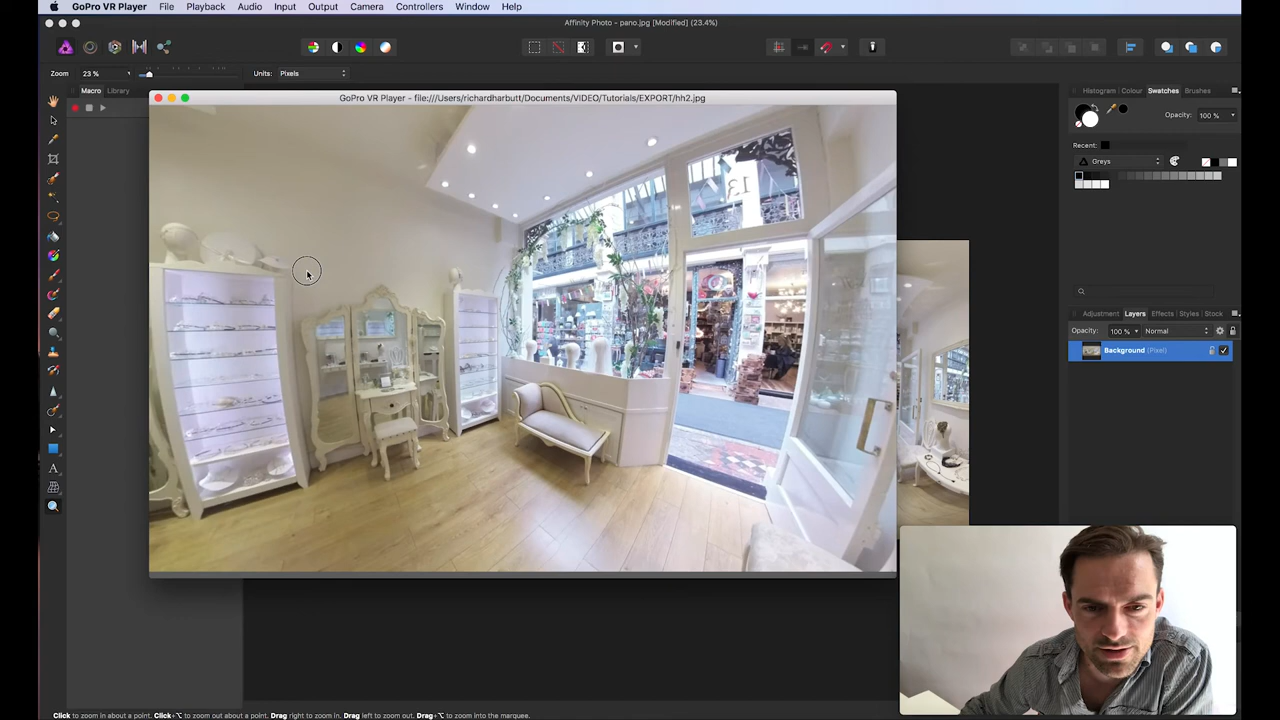 GoPro VR Player File Playback Audio Input Output Camera Controllers Window Help
Affinity Photo - pano.jpg [Modified] (23.4%)
Zoom 23 % Units: Pixels
Macro Library
GoPro VR Player - file:///Users/richardharbutt/Documents/VIDEO/Tutorials/EXPORT/hh2.jpg
13
Histogram Colour Swatches Brushes
Opacity: 100 %
Recent:
Greys
Adjustment Layers Effects Styles Stock
Opacity: 100 % Normal
Background (Pixel)
Click to zoom in about a point. Click+⌥ to zoom out about a point. Drag right to zoom in. Drag left to zoom out. Drag+⌥ to zoom into the marquee.